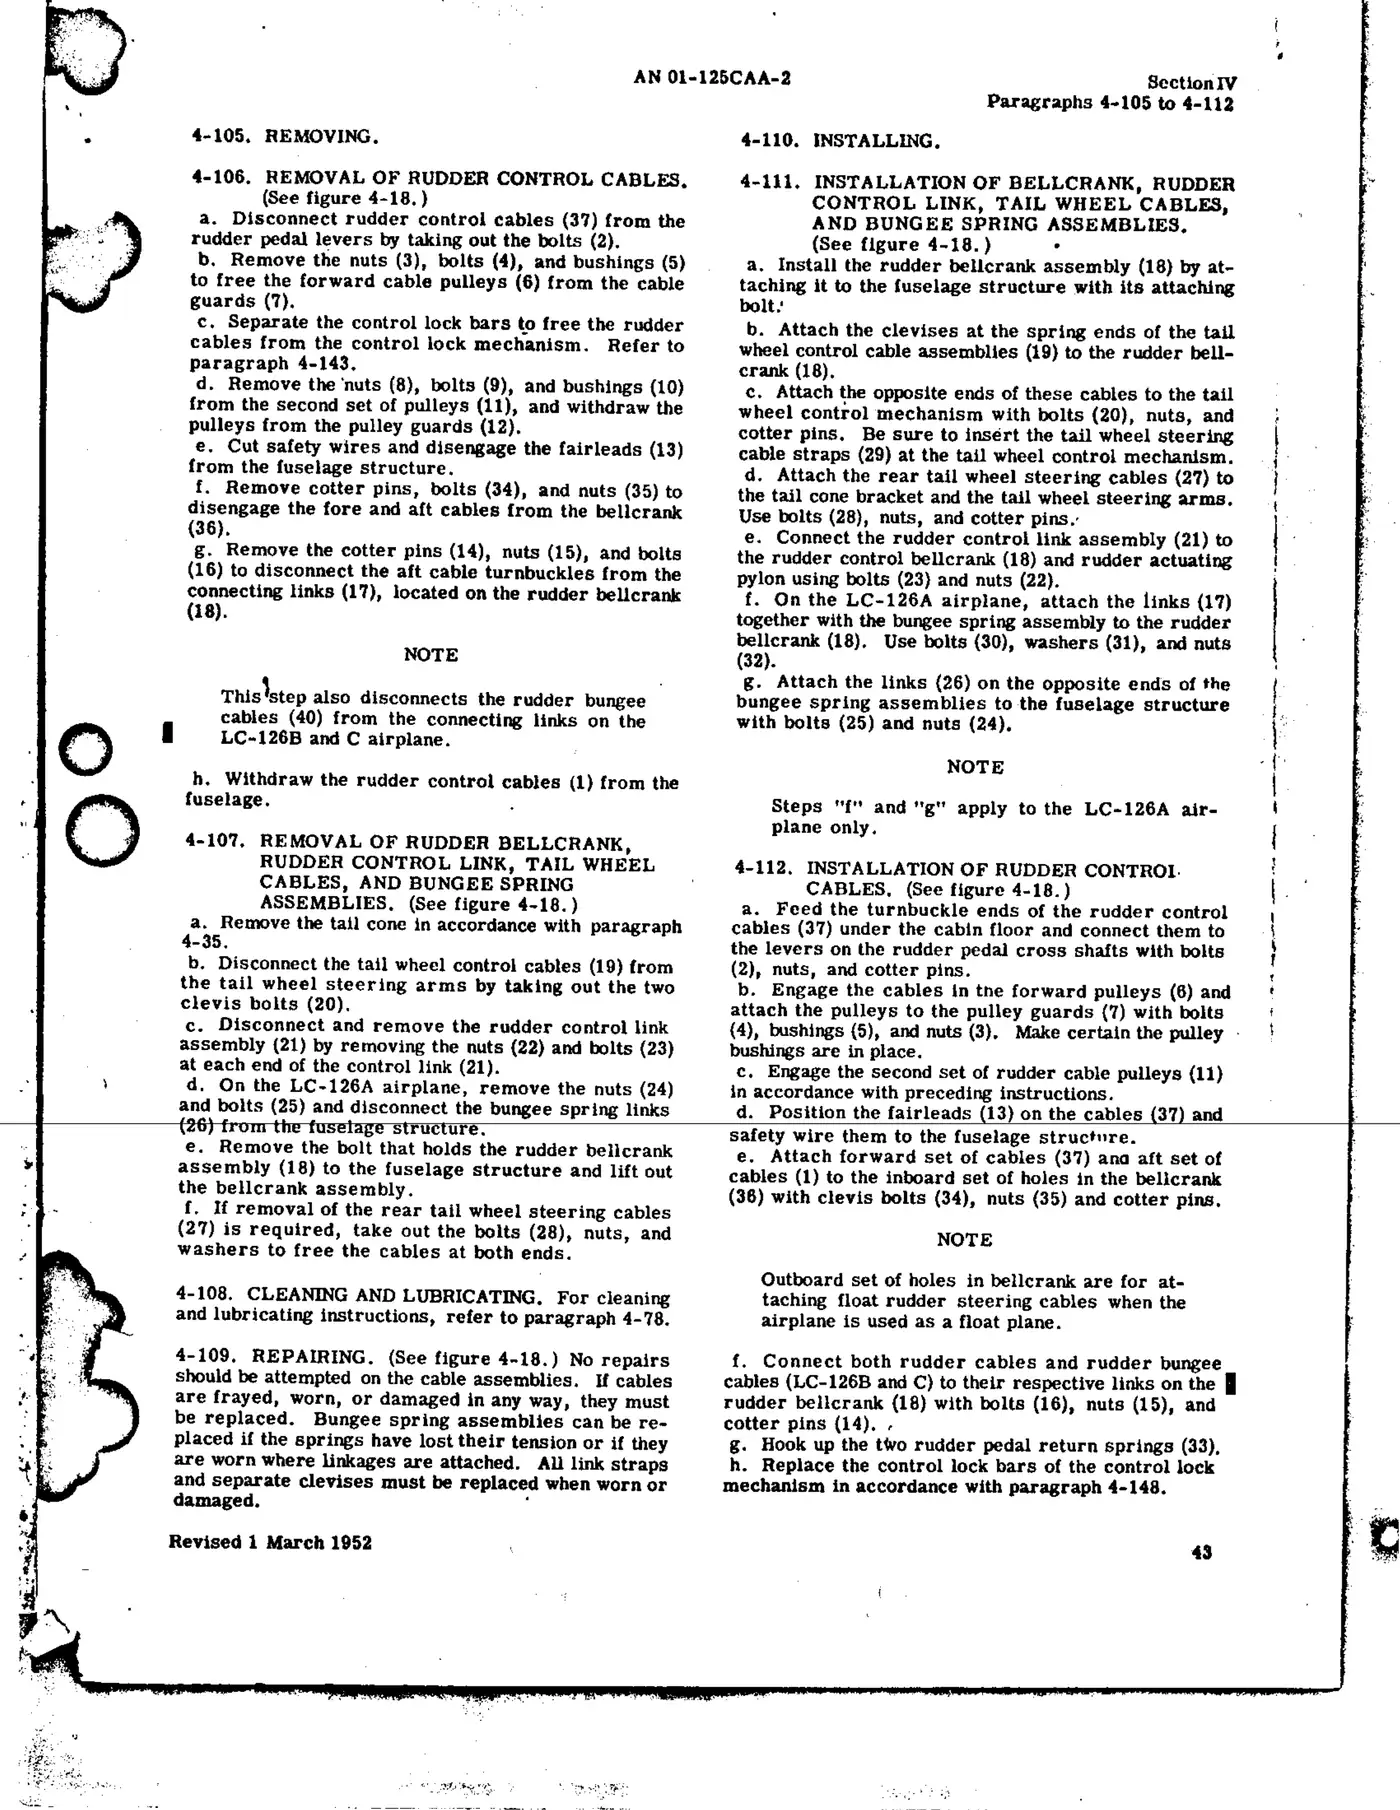 AN 01-125CAA-2
Section IV
Paragraphs 4-105 to 4-112
4-105. REMOVING.
4-106. REMOVAL OF RUDDER CONTROL CABLES.
(See figure 4-18.)
a. Disconnect rudder control cables (37) from the
rudder pedal levers by taking out the bolts (2).
b. Remove the nuts (3), bolts (4), and bushings (5)
to free the forward cable pulleys (6) from the cable
guards (7).
c. Separate the control lock bars to free the rudder
cables from the control lock mechanism. Refer to
paragraph 4-143.
d. Remove the nuts (8), bolts (9), and bushings (10)
from the second set of pulleys (11), and withdraw the
pulleys from the pulley guards (12).
e. Cut safety wires and disengage the fairleads (13)
from the fuselage structure.
f. Remove cotter pins, bolts (34), and nuts (35) to
disengage the fore and aft cables from the bellcrank
(36).
g. Remove the cotter pins (14), nuts (15), and bolts
(16) to disconnect the aft cable turnbuckles from the
connecting links (17), located on the rudder bellcrank
(18).
NOTE
This step also disconnects the rudder bungee
cables (40) from the connecting links on the
LC-126B and C airplane.
h. Withdraw the rudder control cables (1) from the
fuselage.
4-107. REMOVAL OF RUDDER BELLCRANK,
RUDDER CONTROL LINK, TAIL WHEEL
CABLES, AND BUNGEE SPRING
ASSEMBLIES. (See figure 4-18.)
a. Remove the tail cone in accordance with paragraph
4-35.
b. Disconnect the tail wheel control cables (19) from
the tail wheel steering arms by taking out the two
clevis bolts (20).
c. Disconnect and remove the rudder control link
assembly (21) by removing the nuts (22) and bolts (23)
at each end of the control link (21).
d. On the LC-126A airplane, remove the nuts (24)
and bolts (25) and disconnect the bungee spring links
(26) from the fuselage structure.
e. Remove the bolt that holds the rudder bellcrank
assembly (18) to the fuselage structure and lift out
the bellcrank assembly.
f. If removal of the rear tail wheel steering cables
(27) is required, take out the bolts (28), nuts, and
washers to free the cables at both ends.
4-108. CLEANING AND LUBRICATING. For cleaning
and lubricating instructions, refer to paragraph 4-78.
4-109. REPAIRING. (See figure 4-18.) No repairs
should be attempted on the cable assemblies. If cables
are frayed, worn, or damaged in any way, they must
be replaced. Bungee spring assemblies can be re-
placed if the springs have lost their tension or if they
are worn where linkages are attached. All link straps
and separate clevises must be replaced when worn or
damaged.
Revised 1 March 1952
4-110. INSTALLING.
4-111. INSTALLATION OF BELLCRANK, RUDDER
CONTROL LINK, TAIL WHEEL CABLES,
AND BUNGEE SPRING ASSEMBLIES.
(See figure 4-18.)
a. Install the rudder bellcrank assembly (18) by at-
taching it to the fuselage structure with its attaching
bolt.
b. Attach the clevises at the spring ends of the tail
wheel control cable assemblies (19) to the rudder bell-
crank (18).
c. Attach the opposite ends of these cables to the tail
wheel control mechanism with bolts (20), nuts, and
cotter pins. Be sure to insert the tail wheel steering
cable straps (29) at the tail wheel control mechanism.
d. Attach the rear tail wheel steering cables (27) to
the tail cone bracket and the tail wheel steering arms.
Use bolts (28), nuts, and cotter pins.
e. Connect the rudder control link assembly (21) to
the rudder control bellcrank (18) and rudder actuating
pylon using bolts (23) and nuts (22).
f. On the LC-126A airplane, attach the links (17)
together with the bungee spring assembly to the rudder
bellcrank (18). Use bolts (30), washers (31), and nuts
(32).
g. Attach the links (26) on the opposite ends of the
bungee spring assemblies to the fuselage structure
with bolts (25) and nuts (24).
NOTE
Steps "f" and "g" apply to the LC-126A air-
plane only.
4-112. INSTALLATION OF RUDDER CONTROL
CABLES. (See figure 4-18.)
a. Feed the turnbuckle ends of the rudder control
cables (37) under the cabin floor and connect them to
the levers on the rudder pedal cross shafts with bolts
(2), nuts, and cotter pins.
b. Engage the cables in the forward pulleys (6) and
attach the pulleys to the pulley guards (7) with bolts
(4), bushings (5), and nuts (3). Make certain the pulley
bushings are in place.
c. Engage the second set of rudder cable pulleys (11)
in accordance with preceding instructions.
d. Position the fairleads (13) on the cables (37) and
safety wire them to the fuselage structure.
e. Attach forward set of cables (37) and aft set of
cables (1) to the inboard set of holes in the bellcrank
(36) with clevis bolts (34), nuts (35) and cotter pins.
NOTE
Outboard set of holes in bellcrank are for at-
taching float rudder steering cables when the
airplane is used as a float plane.
f. Connect both rudder cables and rudder bungee
cables (LC-126B and C) to their respective links on the
rudder bellcrank (18) with bolts (16), nuts (15), and
cotter pins (14).
g. Hook up the two rudder pedal return springs (33).
h. Replace the control lock bars of the control lock
mechanism in accordance with paragraph 4-148.
43